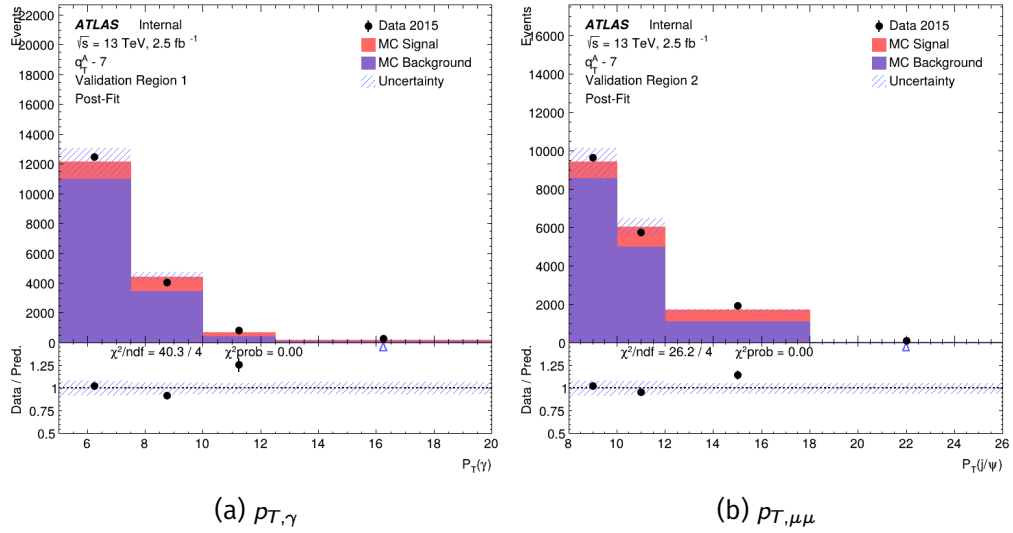 Events
22000
20000
18000
16000
14000
12000
10000
8000
6000
4000
2000
0
ATLAS Internal
√s = 13 TeV, 2.5 fb⁻¹
q_T^A - 7
Validation Region 1
Post-Fit
Data 2015
MC Signal
MC Background
Uncertainty
χ²/ndf = 40.3 / 4 χ²prob = 0.00
Data / Pred.
1.25
1
0.75
0.5
6 8 10 12 14 16 18 20
P_T(γ)
(a) p_{T,γ}
Events
16000
14000
12000
10000
8000
6000
4000
2000
0
ATLAS Internal
√s = 13 TeV, 2.5 fb⁻¹
q_T^A - 7
Validation Region 2
Post-Fit
Data 2015
MC Signal
MC Background
Uncertainty
χ²/ndf = 26.2 / 4 χ²prob = 0.00
Data / Pred.
1.25
1
0.75
0.5
8 10 12 14 16 18 20 22 24 26
P_T(j/ψ)
(b) p_{T,μμ}